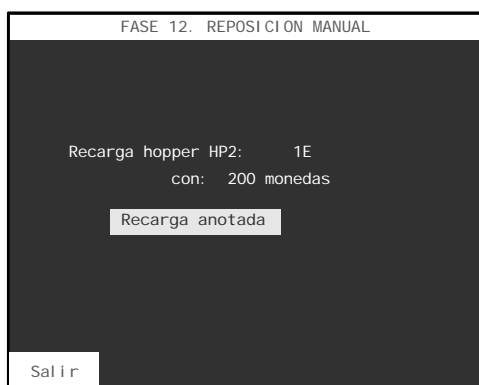 FASE 12. REPOSICION MANUAL
Recarga hopper HP2: 1E
con: 200 monedas
Recarga anotada
Salir